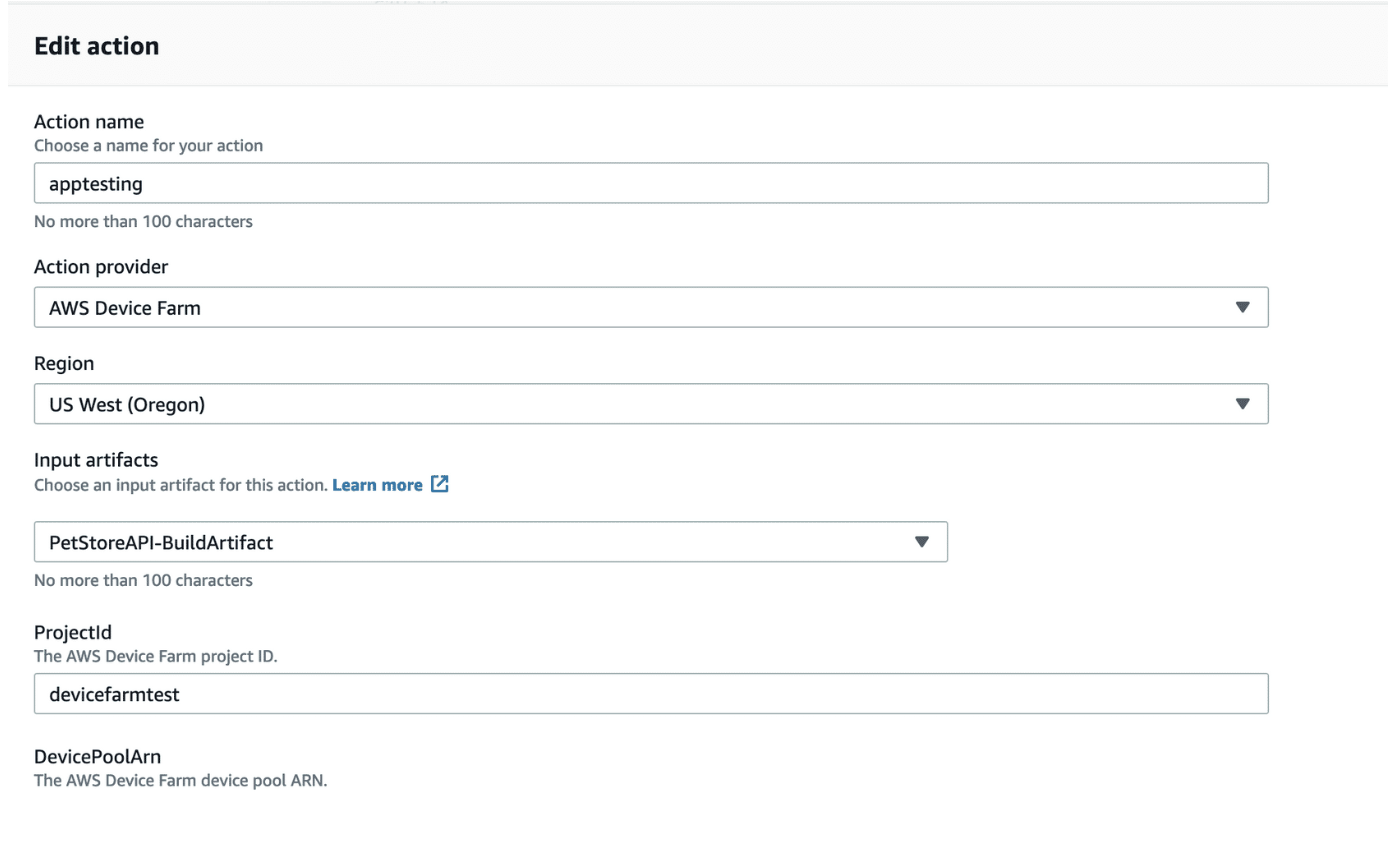 Edit action
Action name
Choose a name for your action
apptesting
No more than 100 characters
Action provider
AWS Device Farm
Region
US West (Oregon)
Input artifacts
Choose an input artifact for this action. Learn more
PetStoreAPI-BuildArtifact
No more than 100 characters
ProjectId
The AWS Device Farm project ID.
devicefarmtest
DevicePoolArn
The AWS Device Farm device pool ARN.